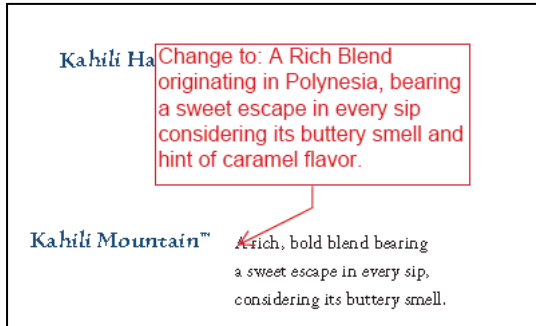 Kahili Ha
Change to: A Rich Blend
originating in Polynesia, bearing
a sweet escape in every sip
considering its buttery smell and
hint of caramel flavor.
Kahili Mountain™
A rich, bold blend bearing
a sweet escape in every sip,
considering its buttery smell.